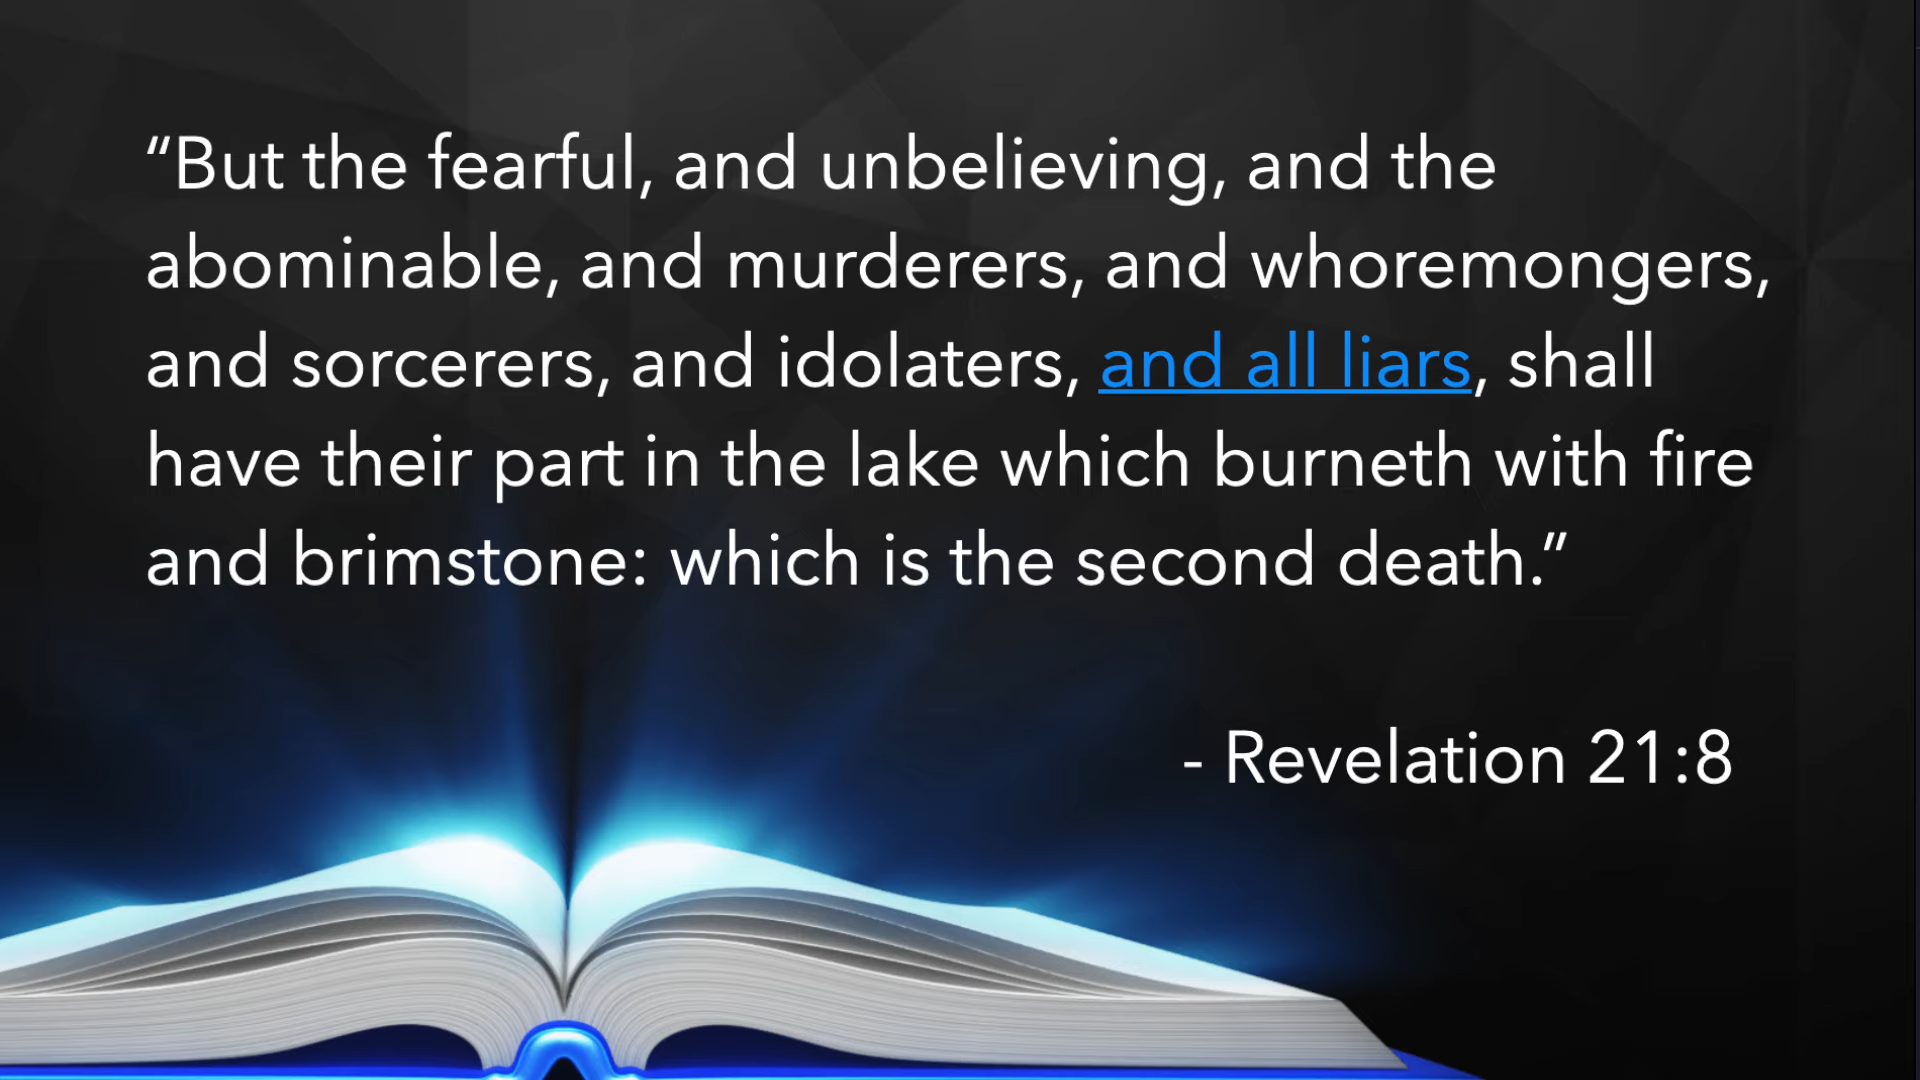 “But the fearful, and unbelieving, and the
abominable, and murderers, and whoremongers,
and sorcerers, and idolaters, and all liars, shall
have their part in the lake which burneth with fire
and brimstone: which is the second death.”
- Revelation 21:8